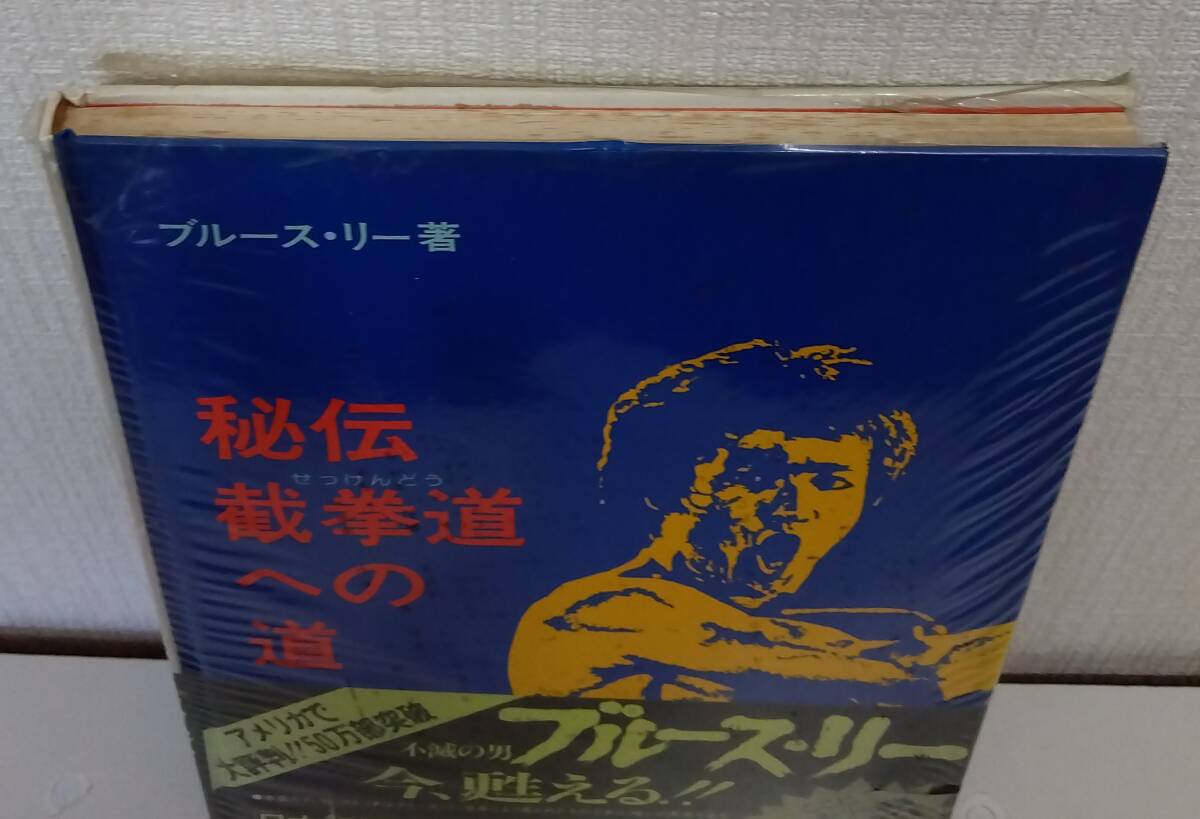 ブルース・リー著
秘伝
せっけんどう
截拳道
への
道
アメリカで
大評判!!50万部突破
不滅の男
ブルース・リー
今、甦える!!